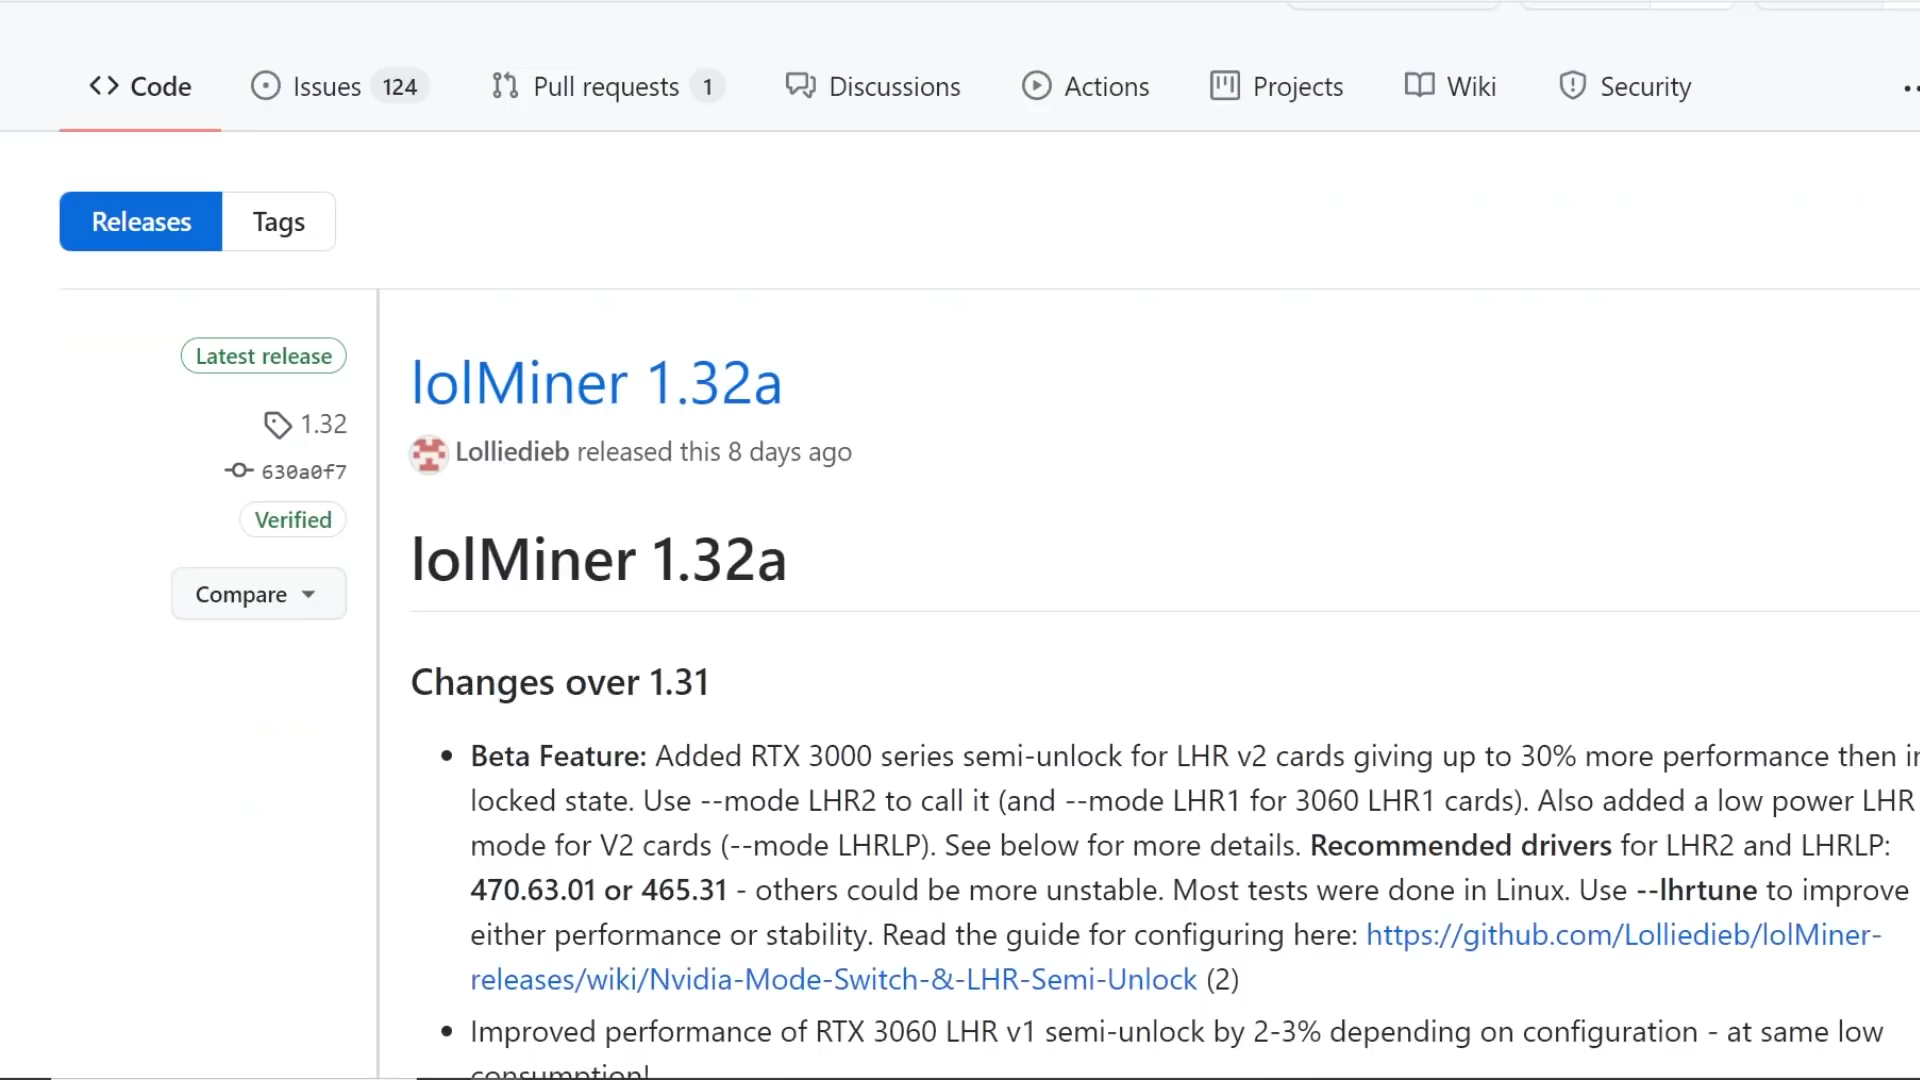 Code Issues 124 Pull requests 1 Discussions Actions Projects Wiki Security
Releases Tags
Latest release
1.32
630a0f7
Verified
Compare
lolMiner 1.32a
Lolliedieb released this 8 days ago
lolMiner 1.32a
Changes over 1.31
• Beta Feature: Added RTX 3000 series semi-unlock for LHR v2 cards giving up to 30% more performance then
locked state. Use --mode LHR2 to call it (and --mode LHR1 for 3060 LHR1 cards). Also added a low power LHR
mode for V2 cards (--mode LHRLP). See below for more details. Recommended drivers for LHR2 and LHRLP:
470.63.01 or 465.31 - others could be more unstable. Most tests were done in Linux. Use --lhrtune to improve
either performance or stability. Read the guide for configuring here: https://github.com/Lolliedieb/lolMiner-
releases/wiki/Nvidia-Mode-Switch-&-LHR-Semi-Unlock (2)
• Improved performance of RTX 3060 LHR v1 semi-unlock by 2-3% depending on configuration - at same low
consumption!